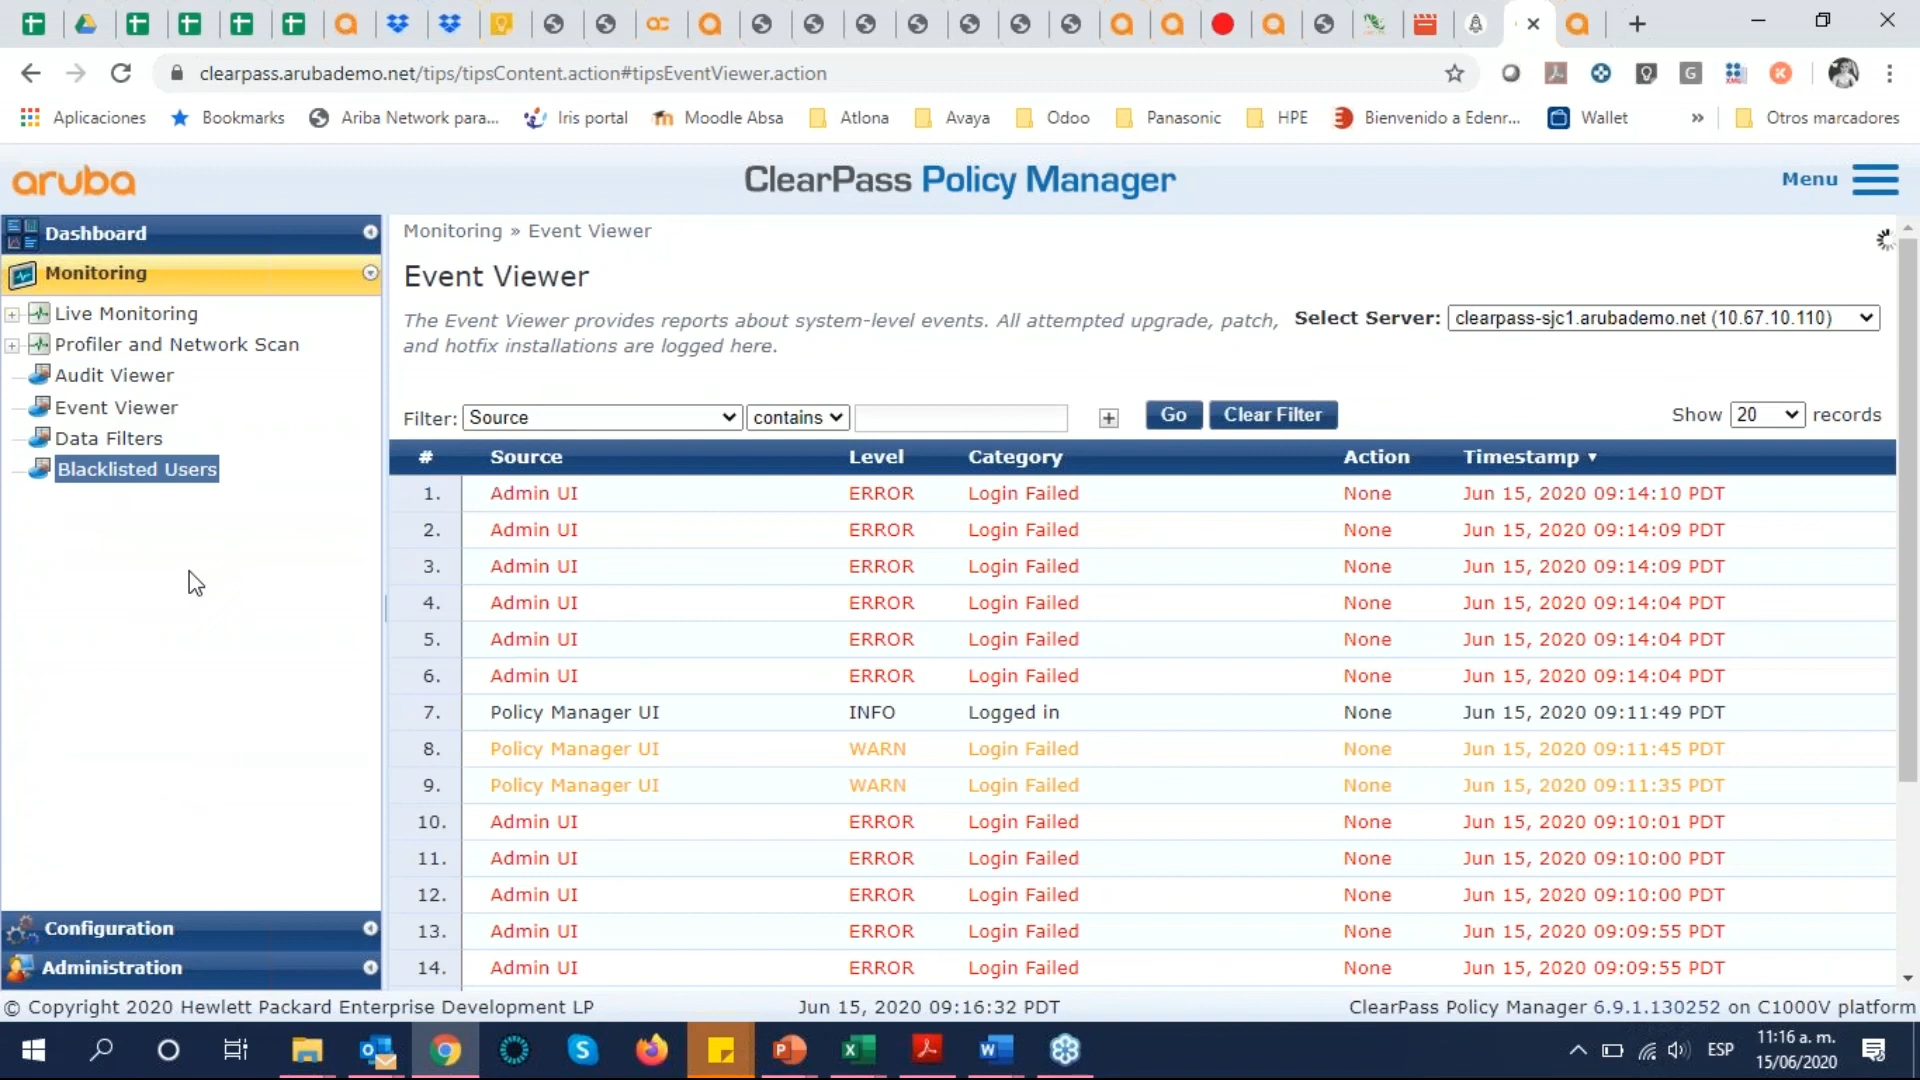 clearpass.arubademo.net/tips/tipsContent.action#tipsEventViewer.action
Aplicaciones Bookmarks Ariba Network para... Iris portal Moodle Absa Atlona Avaya Odoo Panasonic HPE Bienvenido a Edenr... Wallet » Otros marcadores
aruba ClearPass Policy Manager Menu
Dashboard
Monitoring
Live Monitoring
Profiler and Network Scan
Audit Viewer
Event Viewer
Data Filters
Blacklisted Users
Configuration
Administration
Monitoring » Event Viewer
Event Viewer
The Event Viewer provides reports about system-level events. All attempted upgrade, patch,
and hotfix installations are logged here.
Select Server: clearpass-sjc1.arubademo.net (10.67.10.110)
Filter: Source contains + Go Clear Filter Show 20 records
# Source Level Category Action Timestamp ▼
1. Admin UI ERROR Login Failed None Jun 15, 2020 09:14:10 PDT
2. Admin UI ERROR Login Failed None Jun 15, 2020 09:14:09 PDT
3. Admin UI ERROR Login Failed None Jun 15, 2020 09:14:09 PDT
4. Admin UI ERROR Login Failed None Jun 15, 2020 09:14:04 PDT
5. Admin UI ERROR Login Failed None Jun 15, 2020 09:14:04 PDT
6. Admin UI ERROR Login Failed None Jun 15, 2020 09:14:04 PDT
7. Policy Manager UI INFO Logged in None Jun 15, 2020 09:11:49 PDT
8. Policy Manager UI WARN Login Failed None Jun 15, 2020 09:11:45 PDT
9. Policy Manager UI WARN Login Failed None Jun 15, 2020 09:11:35 PDT
10. Admin UI ERROR Login Failed None Jun 15, 2020 09:10:01 PDT
11. Admin UI ERROR Login Failed None Jun 15, 2020 09:10:00 PDT
12. Admin UI ERROR Login Failed None Jun 15, 2020 09:10:00 PDT
13. Admin UI ERROR Login Failed None Jun 15, 2020 09:09:55 PDT
14. Admin UI ERROR Login Failed None Jun 15, 2020 09:09:55 PDT
© Copyright 2020 Hewlett Packard Enterprise Development LP Jun 15, 2020 09:16:32 PDT ClearPass Policy Manager 6.9.1.130252 on C1000V platform
ESP 11:16 a. m.
15/06/2020